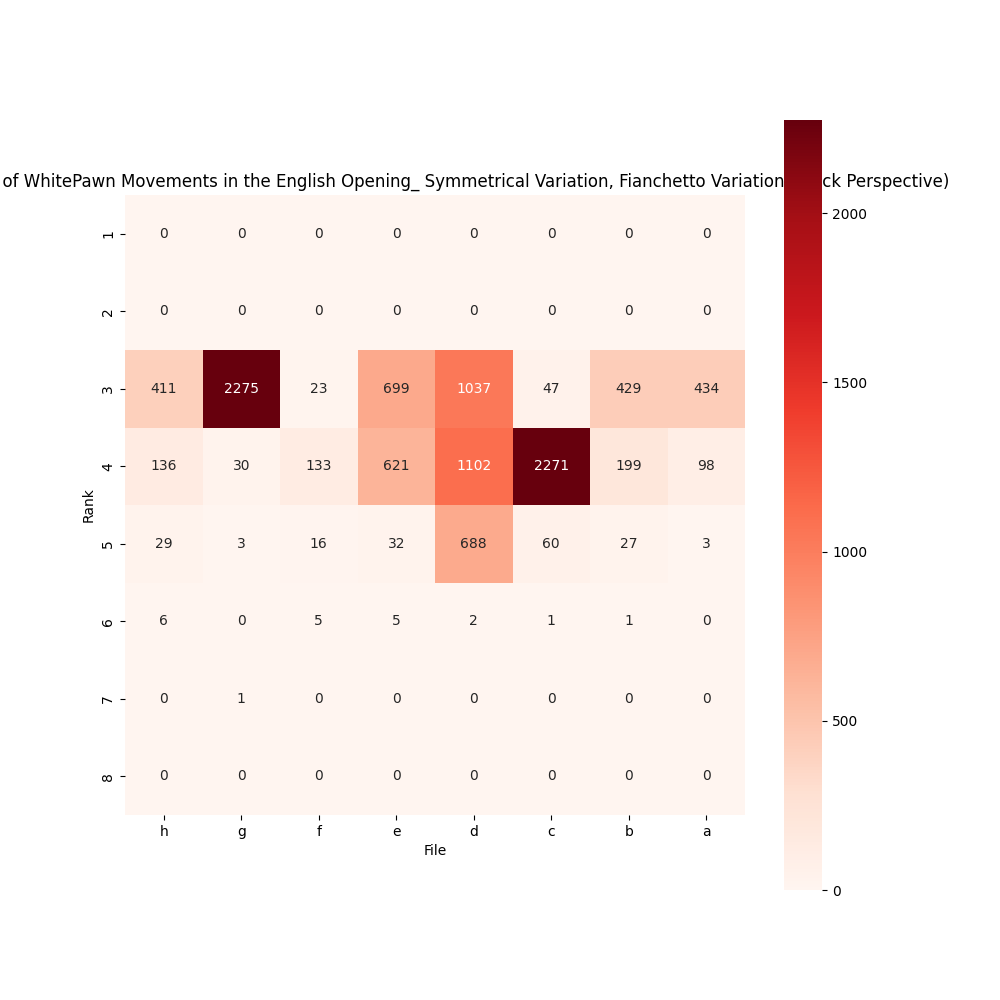 of WhitePawn Movements in the English Opening_ Symmetrical Variation, Fianchetto Variation ck Perspective)
1 0 0 0 0 0 0 0 0
2 0 0 0 0 0 0 0 0
3 411 2275 23 699 1037 47 429 434
4 136 30 133 621 1102 2271 199 98
5 29 3 16 32 688 60 27 3
6 6 0 5 5 2 1 1 0
7 0 1 0 0 0 0 0 0
8 0 0 0 0 0 0 0 0
h g f e d c b a
File
Rank
2000
1500
1000
500
0